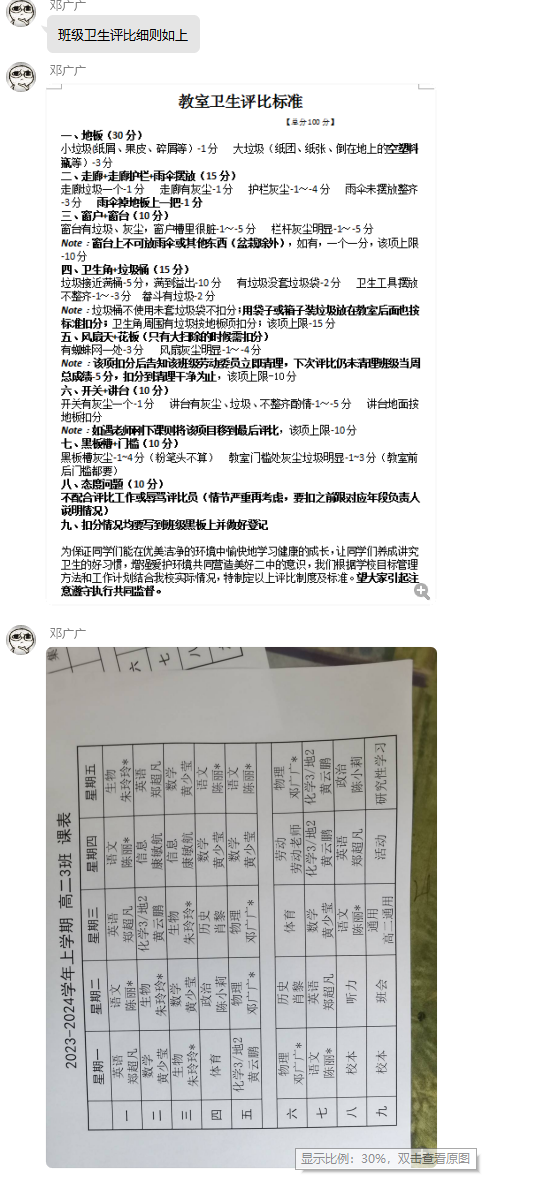 邓广广
班级卫生评比细则如上
邓广广
教室卫生评比标准
【总分100分】
一、地板（30分）
小垃圾(纸屑、果皮、碎屑等）-1分 大垃圾（纸团、纸张、倒在地上的空塑料
瓶等）-3分
二、走廊+走廊护栏+雨伞摆放（15分）
走廊垃圾一个-1分 走廊有灰尘-1分 护栏灰尘-1～-4分 雨伞未摆放整齐
-3分 雨伞掉地板上一把-1分
三、窗户+窗台（10分）
窗台有垃圾、灰尘，窗户槽里很脏-1～-5分 栏杆灰尘明显-1～-5分
Note：窗台上不可放雨伞或其他东西（盆栽除外），如有，一个一分，该项上限
-10分
四、卫生角+垃圾桶（15分）
垃圾接近满桶-5分，满到溢出-10分 有垃圾没套垃圾袋-2分 卫生工具摆放
不整齐-1～-3分 畚斗有垃圾-2分
Note：垃圾桶不使用未套垃圾袋不扣分；用袋子或箱子装垃圾放在教室后面也按
标准扣分；卫生角周围有垃圾按地板项扣分；该项上限-15分
五、风扇天+花板（只有大扫除的时候需扣分）
有蜘蛛网一处-3分 风扇灰尘明显-1～-4分
Note：该项扣分后告知该班级劳动委员立即清理，下次评比仍未清理班级当周
总成绩-5分，扣分到清理干净为止，该项上限-10分
六、开关+讲台（10分）
开关有灰尘一个-1分 讲台有灰尘、垃圾、不整齐酌情-1～-5分 讲台地面按
地板扣分
Note：如遇老师刚下课则将该项目移到最后评比，该项上限-10分
七、黑板槽+门槛（10分）
黑板槽灰尘-1~4分（粉笔头不算） 教室门槛处灰尘垃圾明显-1~3分（教室前
后门槛都要）
八、态度问题（10分）
不配合评比工作或辱骂评比员（情节严重再考虑，要扣之前跟对应年段负责人
说明情况）
九、扣分情况均要写到班级黑板上并做好登记
为保证同学们能在优美洁净的环境中愉快地学习健康的成长，让同学们养成讲究
卫生的好习惯，增强爱护环境共同营造美好二中的意识，我们根据学校目标管理
方法和工作计划结合我校实际情况，特制定以上评比制度及标准。望大家引起注
意遵守执行共同监督。
邓广广
六 七 八 九
2023-2024学年上学期 高二3班 课表
星期一 星期二 星期三 星期四 星期五
一 英语 语文 英语 语文 生物
郑超凡 陈丽* 郑超凡 陈丽* 朱玲玲*
二 数学 生物 化学3/地2 信息 英语
黄少莹 朱玲玲* 黄云鹏 康敏航 郑超凡
三 生物 数学 生物 信息 数学
朱玲玲* 黄少莹 朱玲玲* 康敏航 黄少莹
四 体育 政治 历史 数学 语文
陈小莉 肖黎 黄少莹 陈丽*
五 化学3/地2 物理 物理 数学 语文
黄云鹏 邓广广* 邓广广* 黄少莹 陈丽*
六 物理 历史 体育 劳动 物理
邓广广* 肖黎 劳动老师 邓广广*
七 语文 英语 数学 化学3/地2 化学3/地2
陈丽* 郑超凡 黄少莹 黄云鹏 黄云鹏
八 校本 听力 语文 英语 政治
陈丽* 郑超凡 陈小莉
九 校本 班会 通用 活动 研究性学习
高二通用
显示比例：30%，双击查看原图